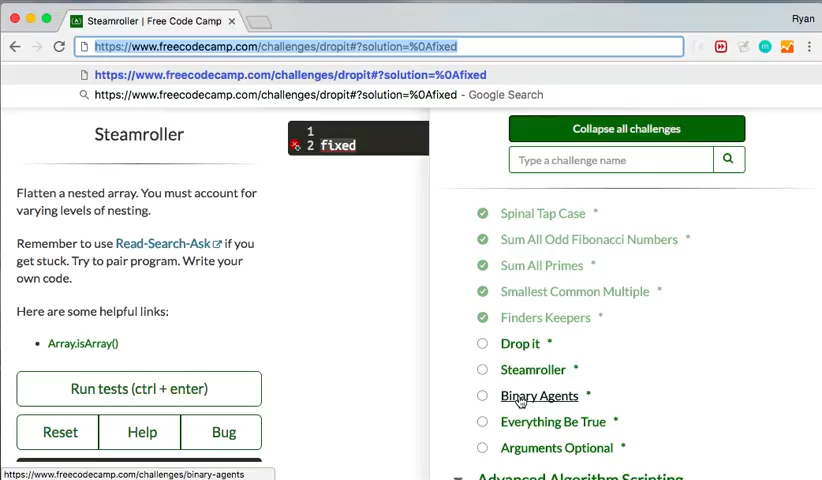 Steamroller | Free Code Camp
Ryan
https://www.freecodecamp.com/challenges/dropit#?solution=%0Afixed
https://www.freecodecamp.com/challenges/dropit#?solution=%0Afixed
https://www.freecodecamp.com/challenges/dropit#?solution=%0Afixed - Google Search
Steamroller
Flatten a nested array. You must account for
varying levels of nesting.
Remember to use Read-Search-Ask if you
get stuck. Try to pair program. Write your
own code.
Here are some helpful links:
• Array.isArray()
Run tests (ctrl + enter)
Reset
Help
Bug
https://www.freecodecamp.com/challenges/binary-agents
1
2 fixed
Collapse all challenges
Type a challenge name
Spinal Tap Case *
Sum All Odd Fibonacci Numbers *
Sum All Primes *
Smallest Common Multiple *
Finders Keepers *
Drop it *
Steamroller *
Binary Agents *
Everything Be True *
Arguments Optional *
Advanced Algorithm Scripting